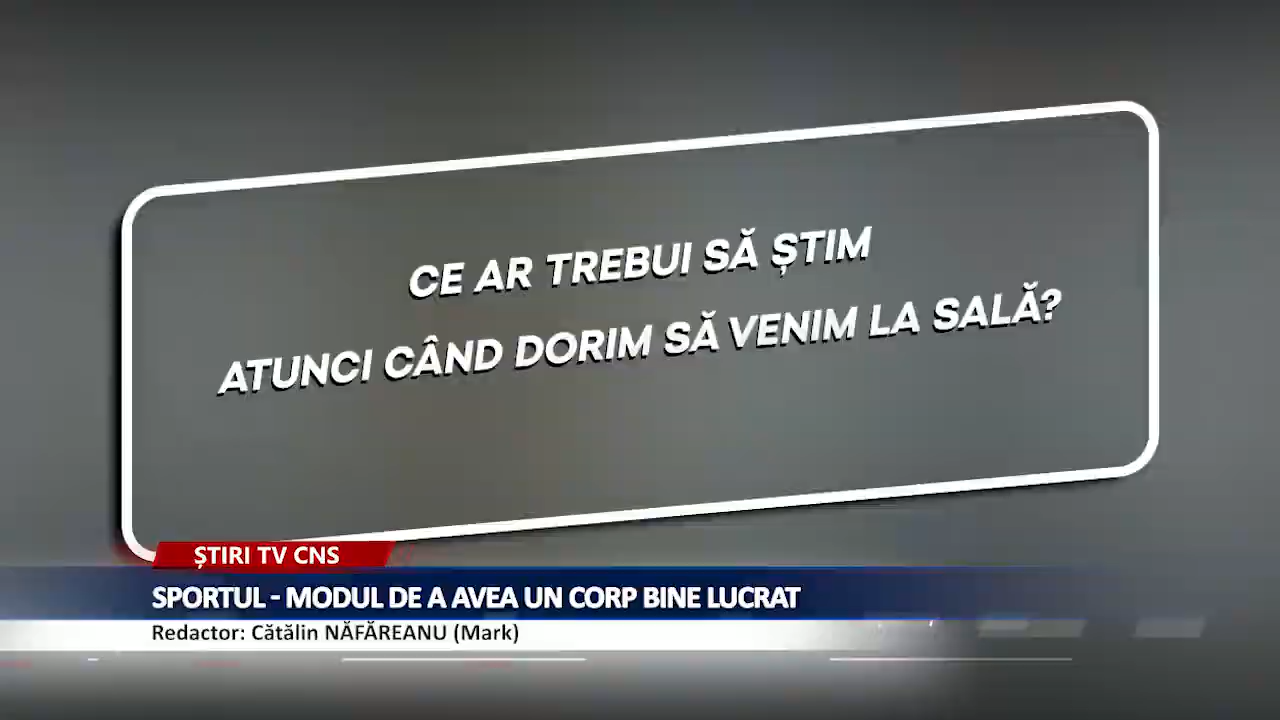 CE AR TREBUI SĂ ȘTIM
ATUNCI CÂND DORIM SĂ VENIM LA SALĂ?
ȘTIRI TV CNS
SPORTUL - MODUL DE A AVEA UN CORP BINE LUCRAT
Redactor: Cătălin NĂFĂREANU (Mark)